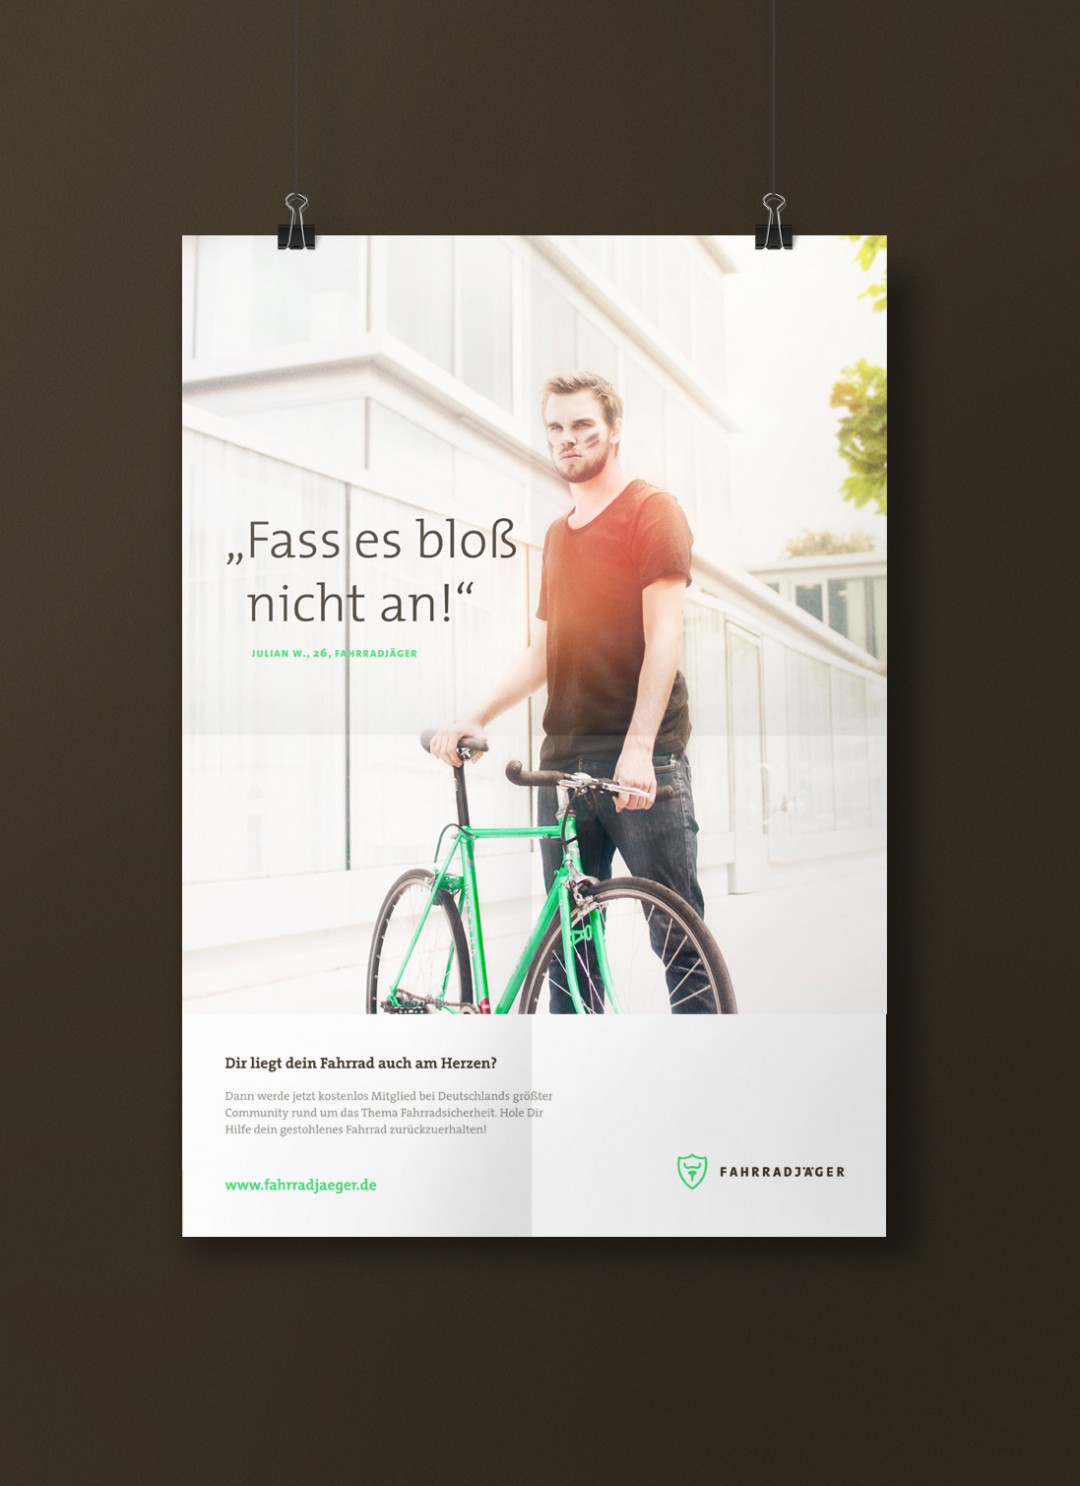 „Fass es bloß
nicht an!“
JULIAN W., 26, FAHRRADJÄGER
Dir liegt dein Fahrrad auch am Herzen?
Dann werde jetzt kostenlos Mitglied bei Deutschlands größter
Community rund um das Thema Fahrradsicherheit. Hole Dir
Hilfe dein gestohlenes Fahrrad zurückzuerhalten!
www.fahrradjaeger.de
FAHRRADJÄGER